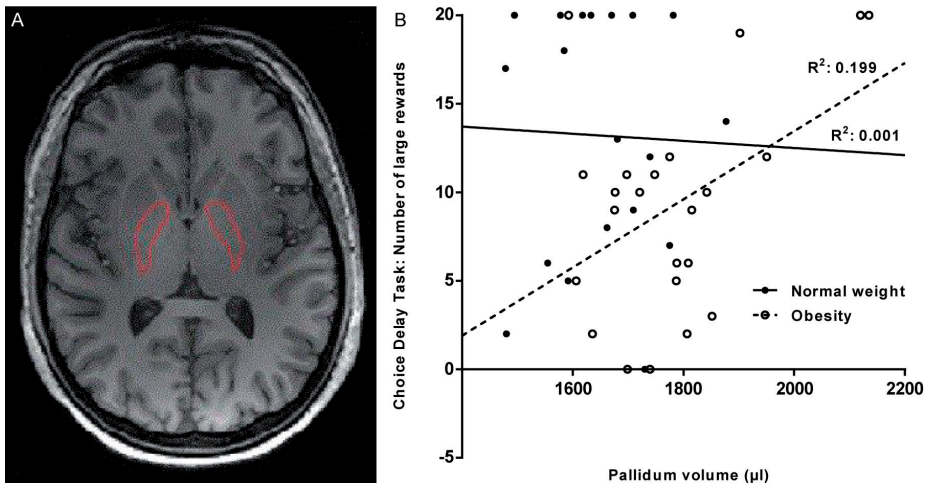 A
B
Choice Delay Task: Number of large rewards
20
15
10
5
0
-5
R²: 0.199
R²: 0.001
Normal weight
Obesity
1600
1800
2000
2200
Pallidum volume (µl)